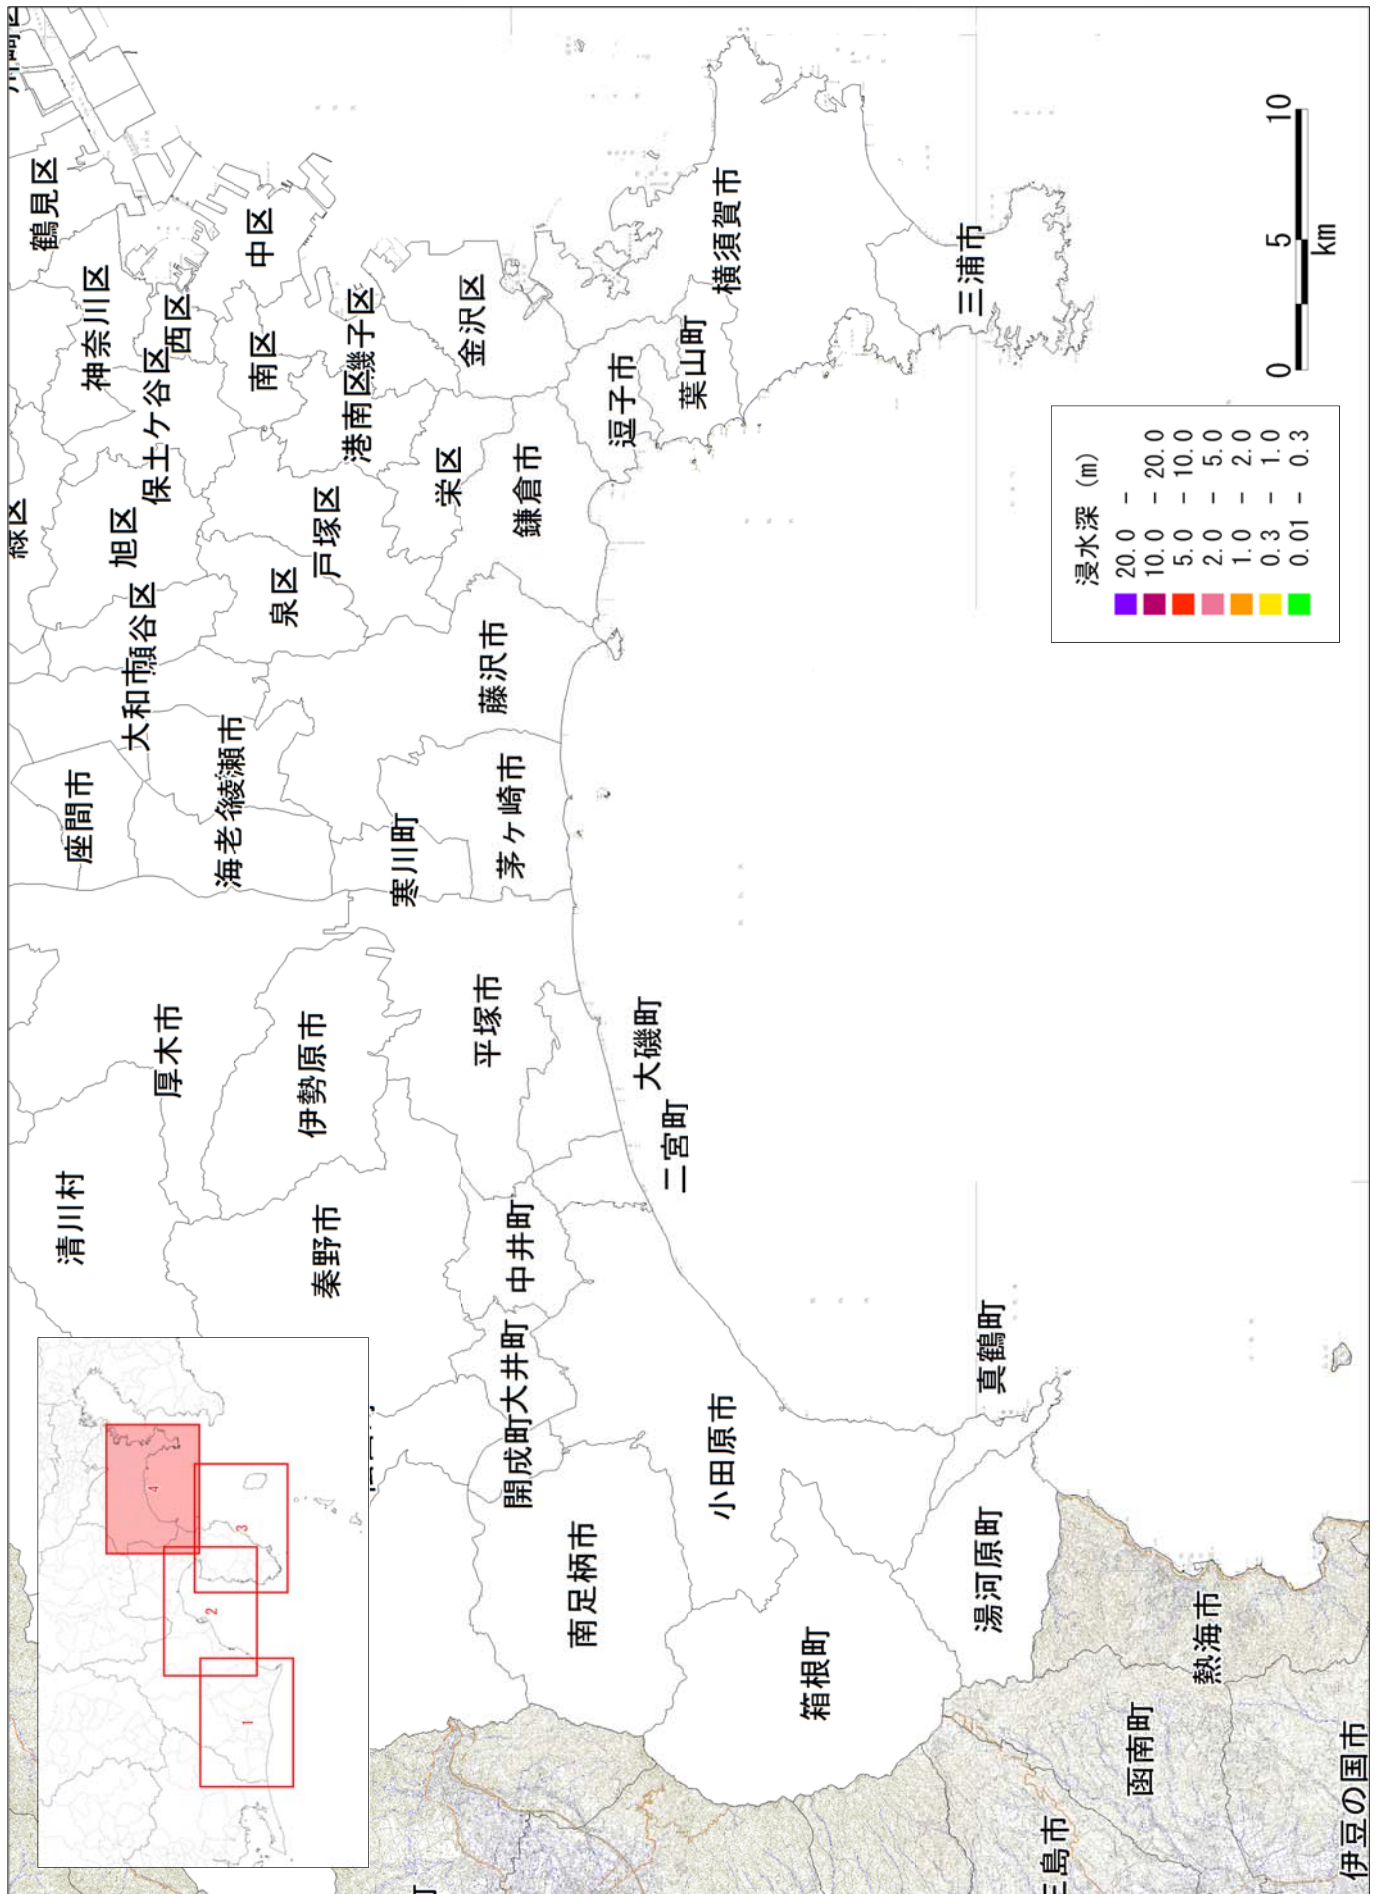 鶴見区
神奈川区
西区
中区
保土ケ谷区
南区
緑区
旭区
港南区
磯子区
金沢区
大和市
瀬谷区
泉区
戸塚区
栄区
鎌倉市
逗子市
葉山町
横須賀市
三浦市
座間市
海老名
綾瀬市
藤沢市
寒川町
茅ヶ崎市
清川村
厚木市
伊勢原市
平塚市
大磯町
二宮町
秦野市
中井町
大井町
開成町
小田原市
真鶴町
南足柄市
箱根町
湯河原町
熱海市
函南町
三島市
伊豆の国市
1
2
3
4
浸水深 (m)
20.0 -
10.0 - 20.0
5.0 - 10.0
2.0 - 5.0
1.0 - 2.0
0.3 - 1.0
0.01 - 0.3
0 5 10
km